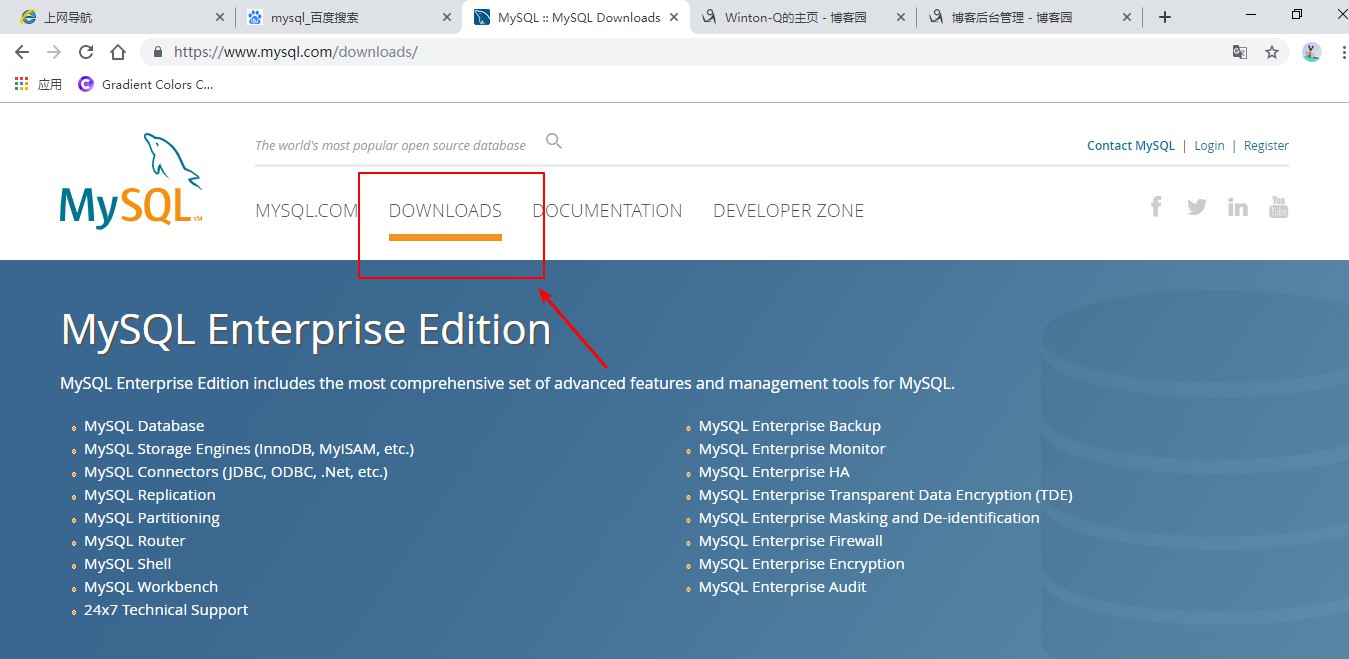 上网导航
mysql_百度搜索
MySQL :: MySQL Downloads
Winton-Q的主页 - 博客园
博客后台管理 - 博客园
https://www.mysql.com/downloads/
应用
Gradient Colors C...
The world's most popular open source database
Contact MySQL | Login | Register
MySQL™
MYSQL.COM DOWNLOADS DOCUMENTATION DEVELOPER ZONE
You Tube
MySQL Enterprise Edition
MySQL Enterprise Edition includes the most comprehensive set of advanced features and management tools for MySQL.
MySQL Database
MySQL Storage Engines (InnoDB, MyISAM, etc.)
MySQL Connectors (JDBC, ODBC, .Net, etc.)
MySQL Replication
MySQL Partitioning
MySQL Router
MySQL Shell
MySQL Workbench
24x7 Technical Support
MySQL Enterprise Backup
MySQL Enterprise Monitor
MySQL Enterprise HA
MySQL Enterprise Transparent Data Encryption (TDE)
MySQL Enterprise Masking and De-identification
MySQL Enterprise Firewall
MySQL Enterprise Encryption
MySQL Enterprise Audit